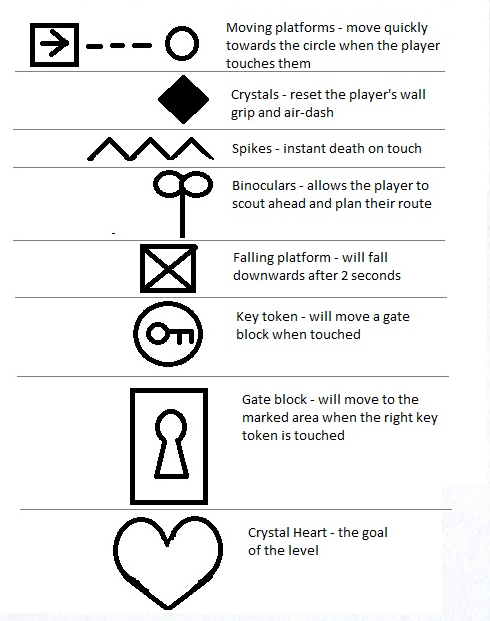 Moving platforms - move quickly
towards the circle when the player
touches them
Crystals - reset the player's wall
grip and air-dash
Spikes - instant death on touch
Binoculars - allows the player to
scout ahead and plan their route
Falling platform - will fall
downwards after 2 seconds
Key token - will move a gate
block when touched
Gate block - will move to the
marked area when the right key
token is touched
Crystal Heart - the goal
of the level